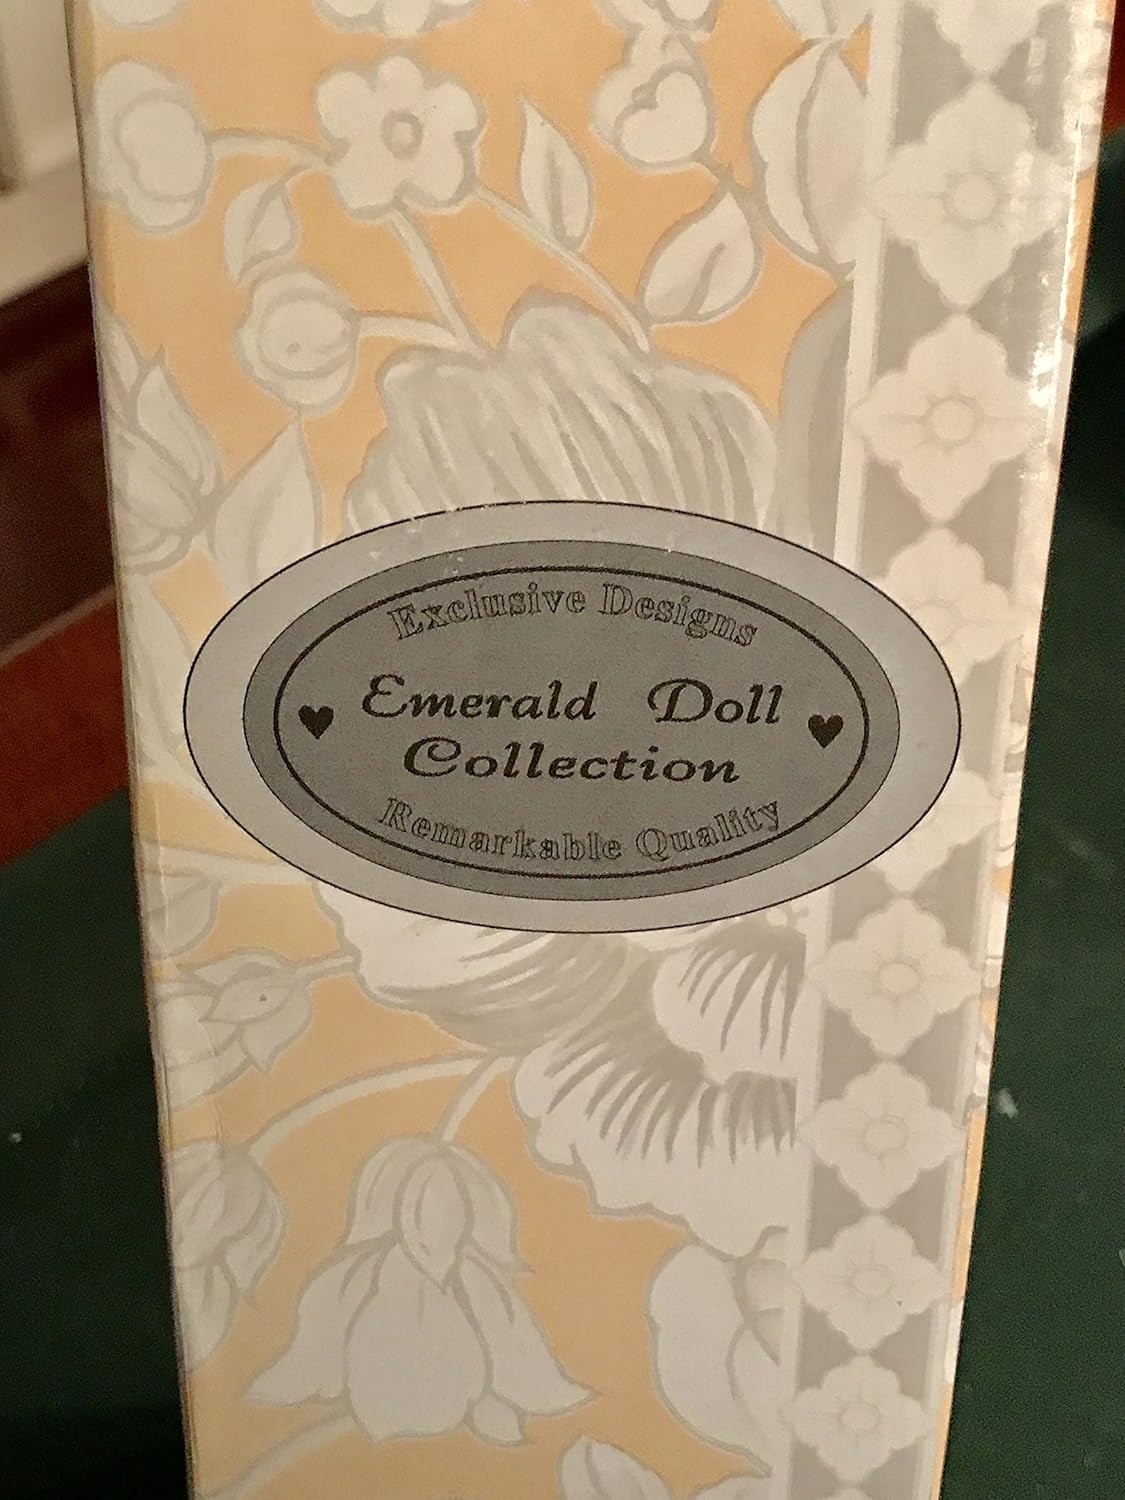 Exclusive Designs
Emerald Doll
Collection
Remarkable Quality